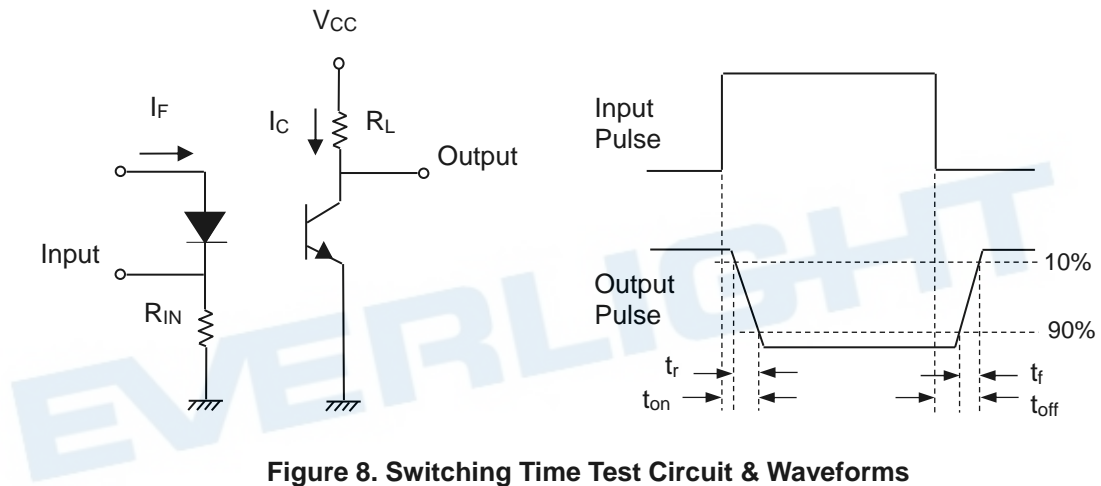 VCC
IF
IC
RL
Output
Input
RIN
Input
Pulse
Output
Pulse
10%
90%
tr
tf
ton
toff
EVERLIGHT
Figure 8. Switching Time Test Circuit & Waveforms